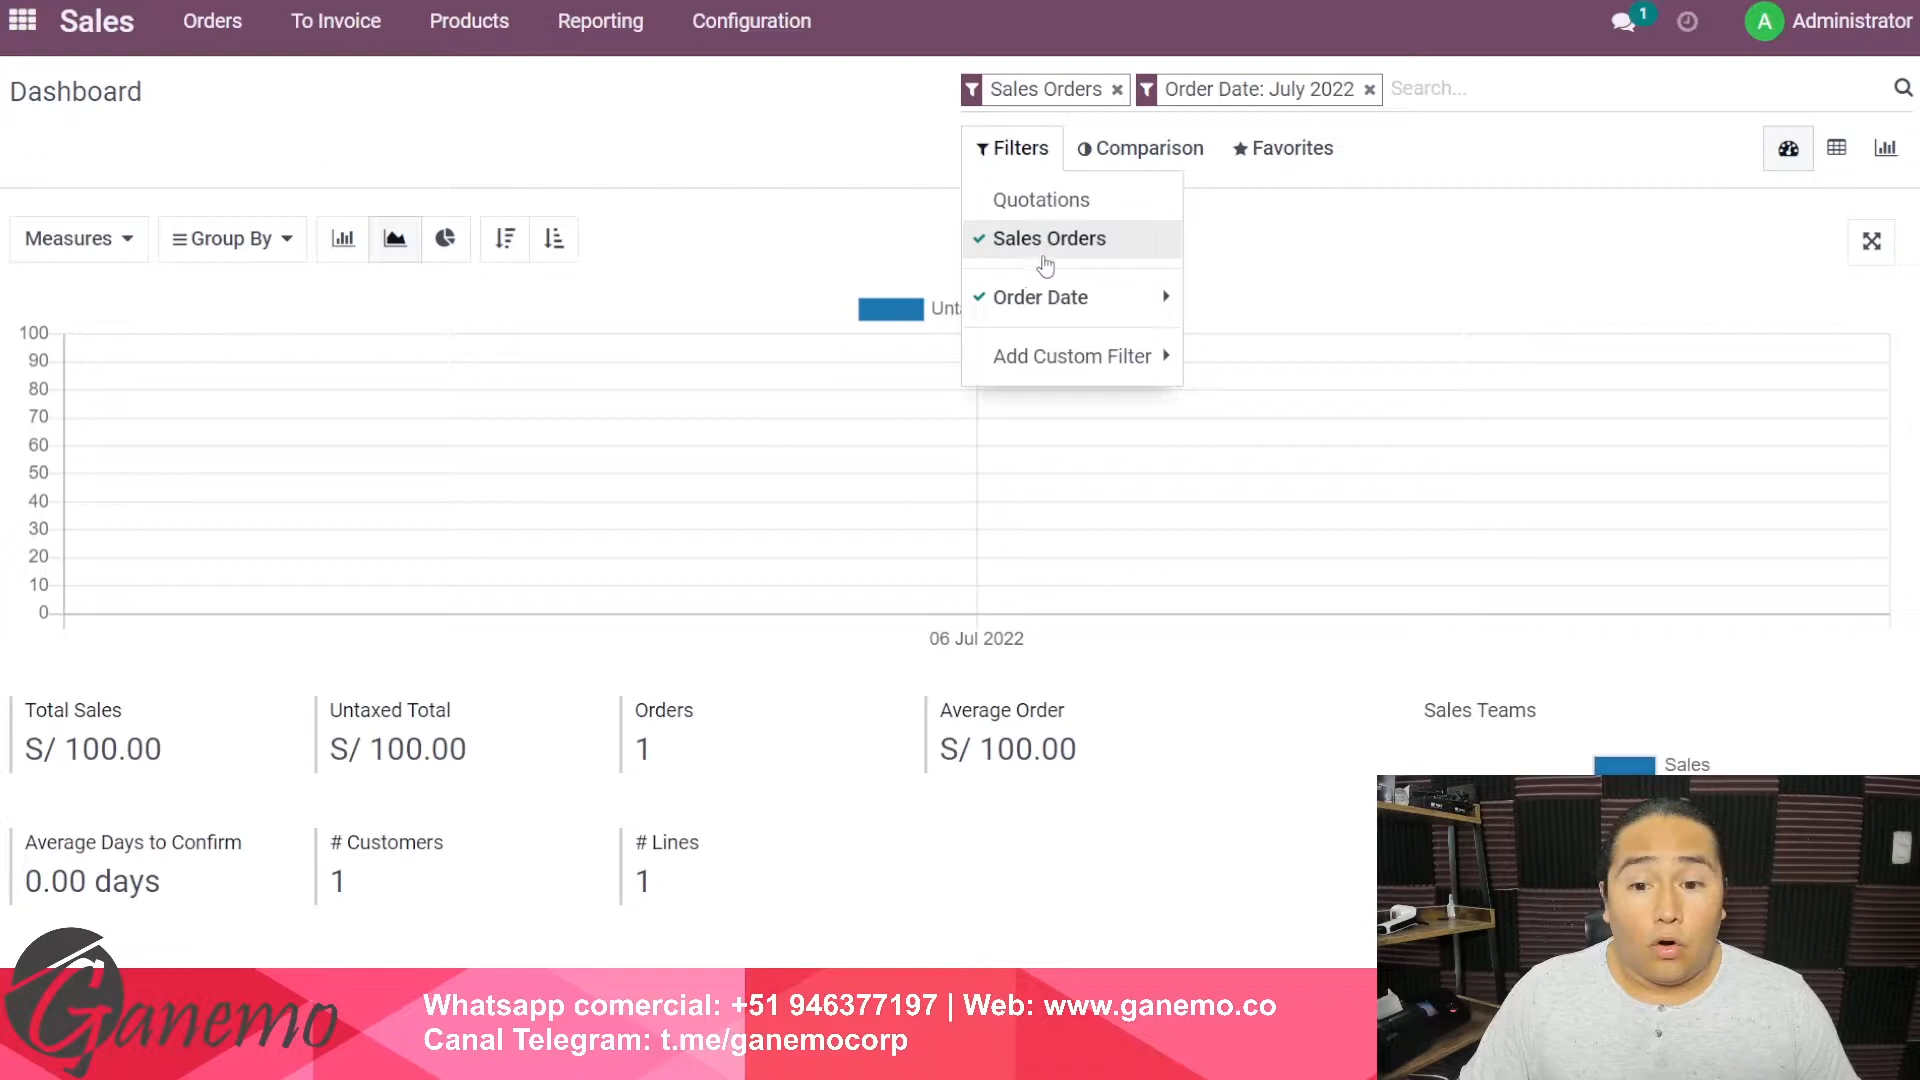 Sales Orders To Invoice Products Reporting Configuration 1 A Administrator
Dashboard
Sales Orders × Order Date: July 2022 × Search...
Filters Comparison Favorites
Quotations
Sales Orders
Order Date
Add Custom Filter
Measures Group By
Unta
100
90
80
70
60
50
40
30
20
10
0
06 Jul 2022
Total Sales
S/ 100.00
Untaxed Total
S/ 100.00
Orders
1
Average Order
S/ 100.00
Sales Teams
Sales
Average Days to Confirm
0.00 days
# Customers
1
# Lines
1
Ganemo
Whatsapp comercial: +51 946377197 | Web: www.ganemo.co
Canal Telegram: t.me/ganemocorp